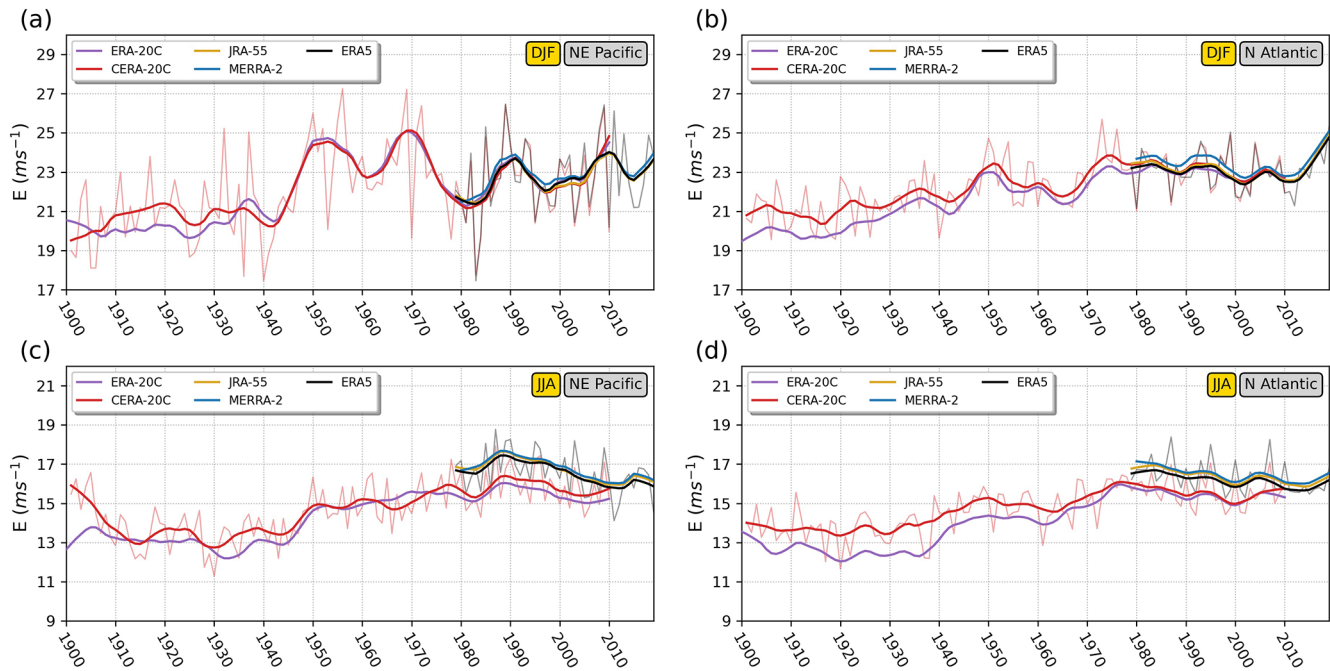 (a)
ERA-20C JRA-55 ERA5
CERA-20C MERRA-2
DJF NE Pacific
E (ms⁻¹)
29
27
25
23
21
19
17
1900 1910 1920 1930 1940 1950 1960 1970 1980 1990 2000 2010
(b)
ERA-20C JRA-55 ERA5
CERA-20C MERRA-2
DJF N Atlantic
E (ms⁻¹)
29
27
25
23
21
19
17
1900 1910 1920 1930 1940 1950 1960 1970 1980 1990 2000 2010
(c)
ERA-20C JRA-55 ERA5
CERA-20C MERRA-2
JJA NE Pacific
E (ms⁻¹)
21
19
17
15
13
11
9
1900 1910 1920 1930 1940 1950 1960 1970 1980 1990 2000 2010
(d)
ERA-20C JRA-55 ERA5
CERA-20C MERRA-2
JJA N Atlantic
E (ms⁻¹)
21
19
17
15
13
11
9
1900 1910 1920 1930 1940 1950 1960 1970 1980 1990 2000 2010